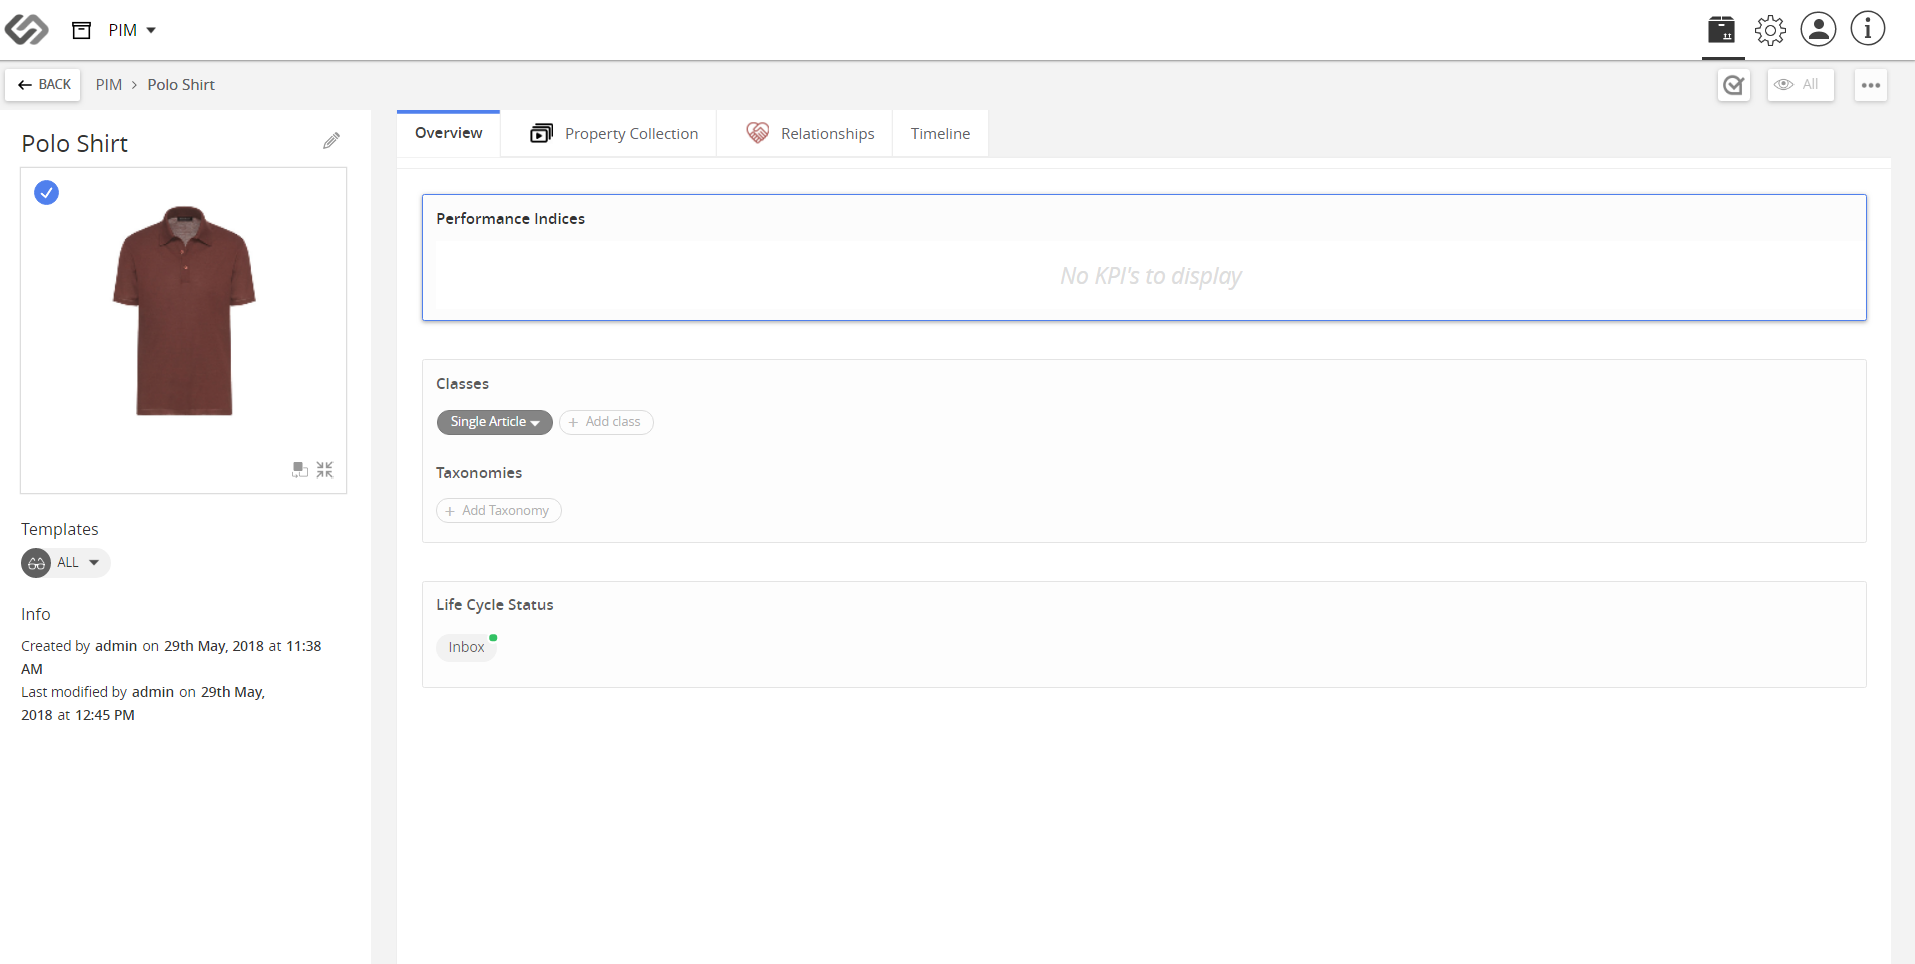 PIM
BACK
PIM > Polo Shirt
All
Polo Shirt
Overview
Property Collection
Relationships
Timeline
Performance Indices
No KPI's to display
Classes
Single Article
+ Add class
Taxonomies
+ Add Taxonomy
Life Cycle Status
Inbox
Templates
ALL
Info
Created by admin on 29th May, 2018 at 11:38
AM
Last modified by admin on 29th May,
2018 at 12:45 PM